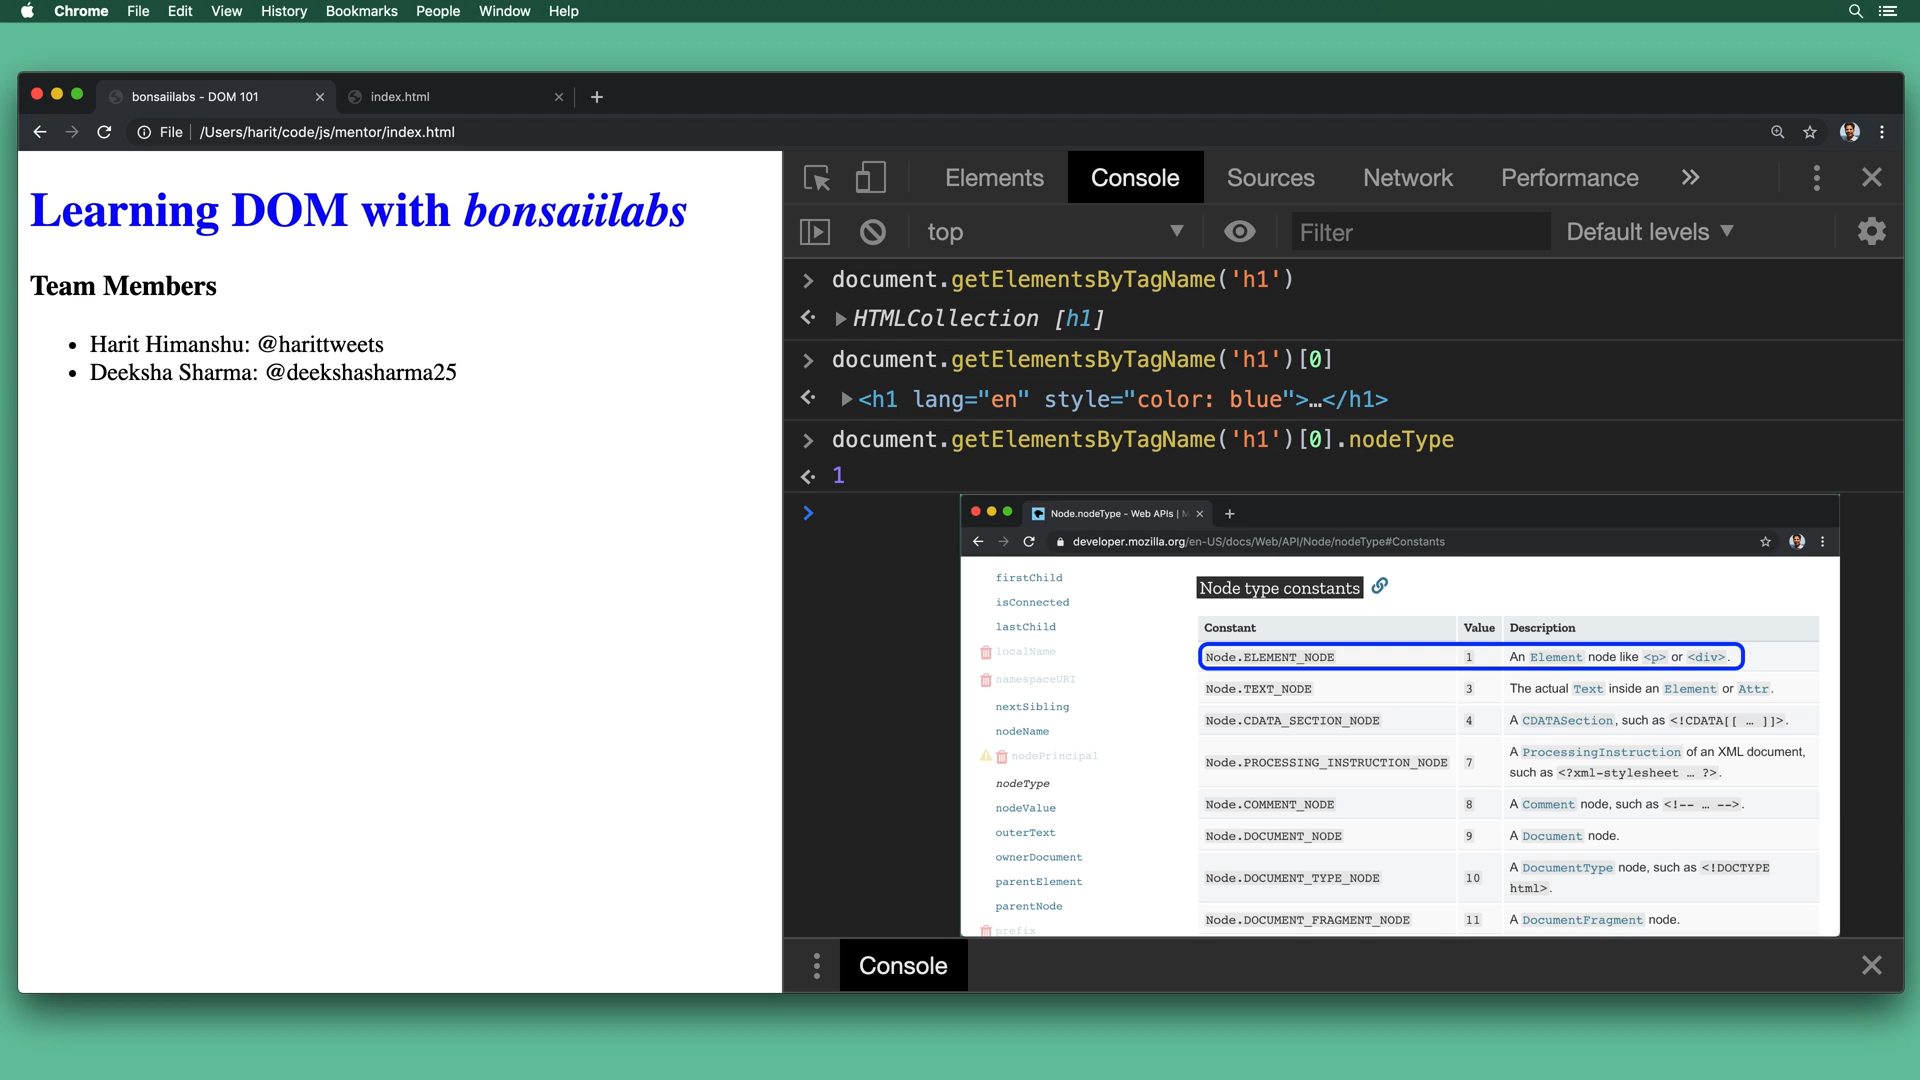 Chrome File Edit View History Bookmarks People Window Help
bonsaiilabs - DOM 101
index.html
File /Users/harit/code/js/mentor/index.html
Learning DOM with bonsaiilabs
Team Members
Harit Himanshu: @harittweets
Deeksha Sharma: @deekshasharma25
Elements Console Sources Network Performance
top Filter Default levels
document.getElementsByTagName('h1')
HTMLCollection [h1]
document.getElementsByTagName('h1')[0]
<h1 lang="en" style="color: blue">…</h1>
document.getElementsByTagName('h1')[0].nodeType
1
Node.nodeType - Web APIs |
developer.mozilla.org/en-US/docs/Web/API/Node/nodeType#Constants
firstChild
isConnected
lastChild
localName
namespaceURI
nextSibling
nodeName
nodePrincipal
nodeType
nodeValue
outerText
ownerDocument
parentElement
parentNode
prefix
Node type constants
Constant Value Description
Node.ELEMENT_NODE 1 An Element node like <p> or <div>.
Node.TEXT_NODE 3 The actual Text inside an Element or Attr.
Node.CDATA_SECTION_NODE 4 A CDATASection, such as <!CDATA[[ … ]]>.
Node.PROCESSING_INSTRUCTION_NODE 7 A ProcessingInstruction of an XML document,
such as <?xml-stylesheet … ?>.
Node.COMMENT_NODE 8 A Comment node, such as <!-- … -->.
Node.DOCUMENT_NODE 9 A Document node.
Node.DOCUMENT_TYPE_NODE 10 A DocumentType node, such as <!DOCTYPE
html>.
Node.DOCUMENT_FRAGMENT_NODE 11 A DocumentFragment node.
Console